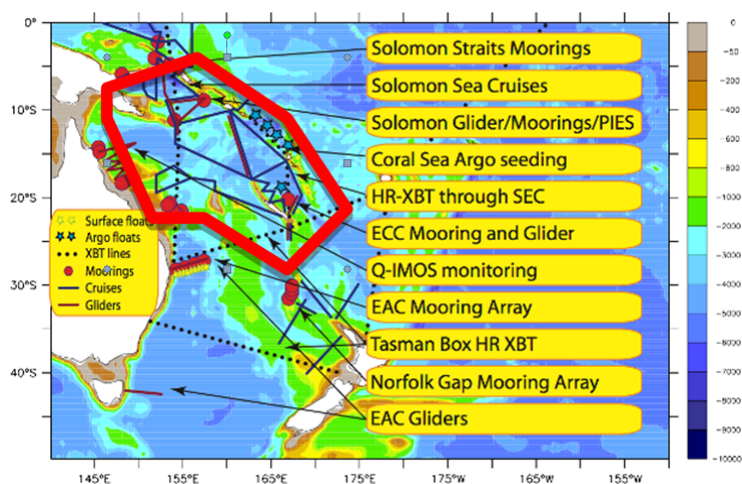 0°
10°S
20°S
30°S
40°S
145°E
155°E
165°E
175°E
175°W
165°W
155°W
Solomon Straits Moorings
Solomon Sea Cruises
Solomon Glider/Moorings/PIES
Coral Sea Argo seeding
HR-XBT through SEC
ECC Mooring and Glider
Q-IMOS monitoring
EAC Mooring Array
Tasman Box HR XBT
Norfolk Gap Mooring Array
EAC Gliders
Surface floats
Argo floats
XBT lines
Moorings
Cruises
Gliders
0
-50
-200
-400
-600
-800
-1000
-2000
-3000
-4000
-5000
-6000
-7000
-8000
-9000
-10000